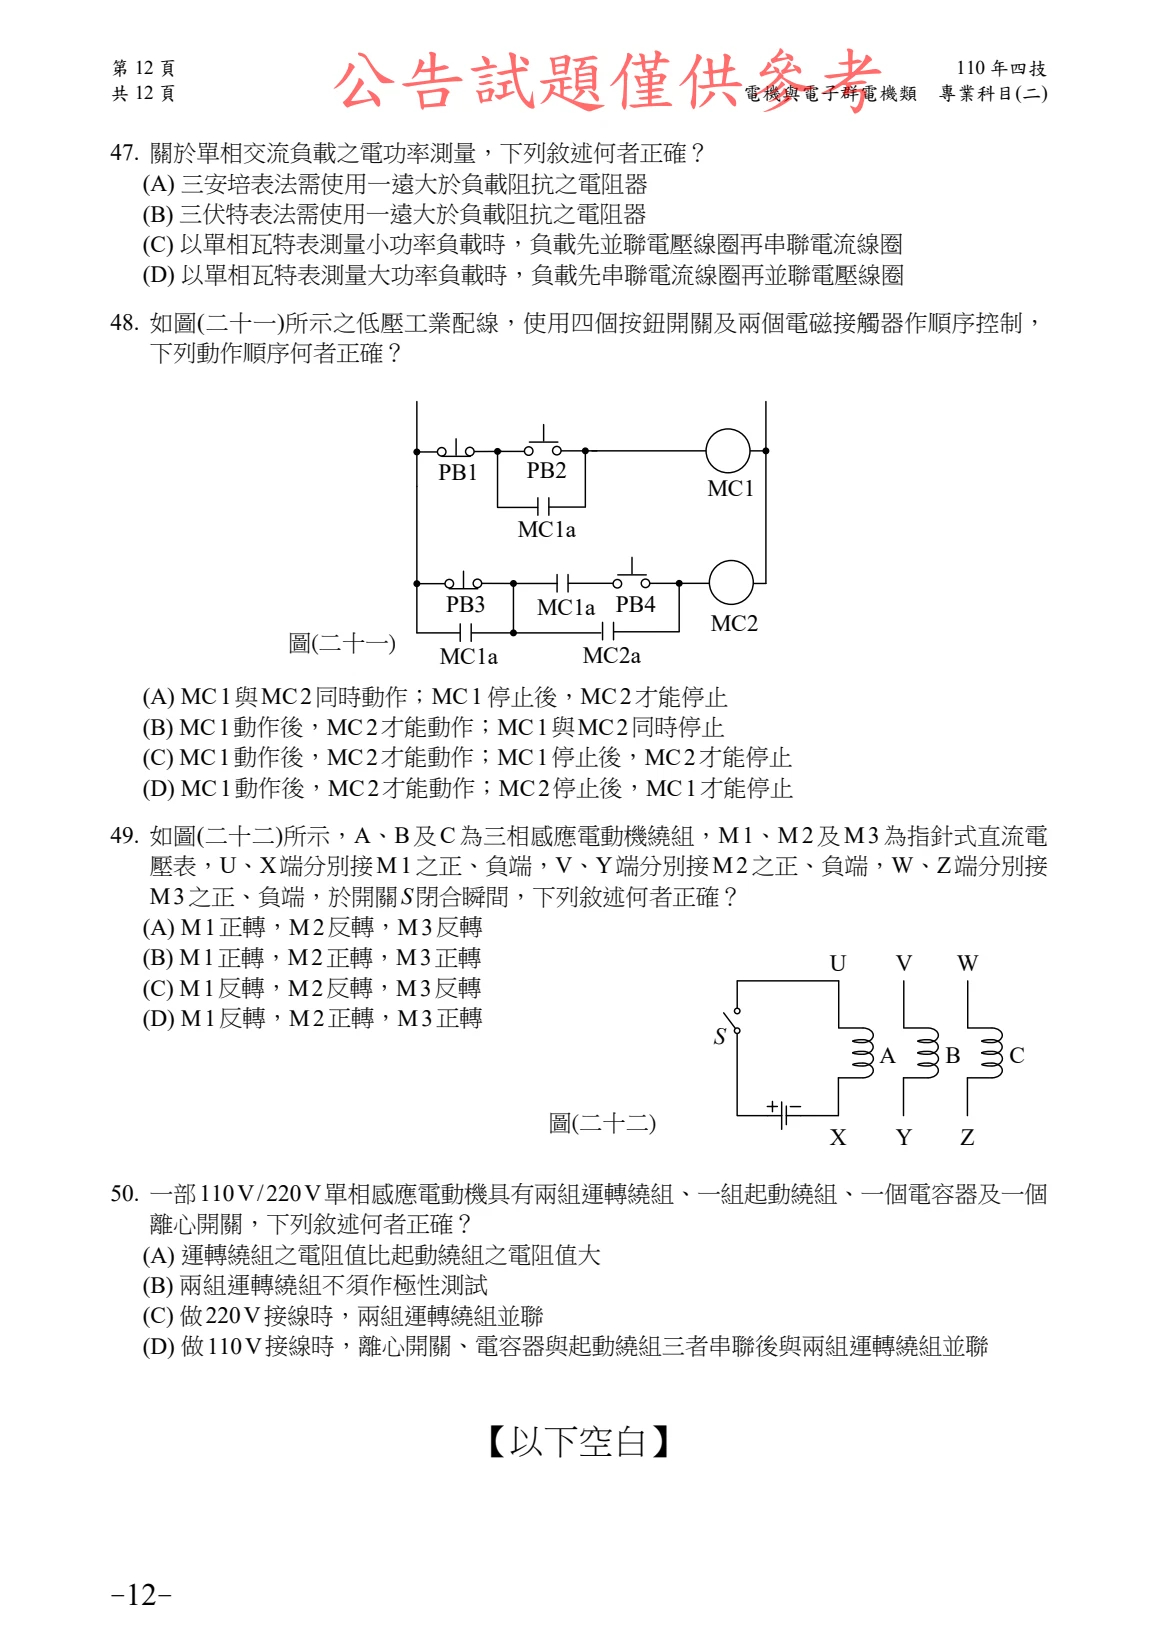 第 12 頁
共 12 頁
公告試題僅供參考
110 年四技
電機與電子群電機類 專業科目(二)
47. 關於單相交流負載之電功率測量，下列敘述何者正確？
(A) 三安培表法需使用一遠大於負載阻抗之電阻器
(B) 三伏特表法需使用一遠大於負載阻抗之電阻器
(C) 以單相瓦特表測量小功率負載時，負載先並聯電壓線圈再串聯電流線圈
(D) 以單相瓦特表測量大功率負載時，負載先串聯電流線圈再並聯電壓線圈
48. 如圖(二十一)所示之低壓工業配線，使用四個按鈕開關及兩個電磁接觸器作順序控制，
下列動作順序何者正確？
PB1
PB2
MC1
MC1a
PB3
MC1a
PB4
MC2
圖(二十一)
MC1a
MC2a
(A) MC1與MC2同時動作；MC1停止後，MC2才能停止
(B) MC1動作後，MC2才能動作；MC1與MC2同時停止
(C) MC1動作後，MC2才能動作；MC1停止後，MC2才能停止
(D) MC1動作後，MC2才能動作；MC2停止後，MC1才能停止
49. 如圖(二十二)所示，A、B及C為三相感應電動機繞組，M1、M2及M3為指針式直流電
壓表，U、X端分別接M1之正、負端，V、Y端分別接M2之正、負端，W、Z端分別接
M3之正、負端，於開關S閉合瞬間，下列敘述何者正確？
(A) M1正轉，M2反轉，M3反轉
(B) M1正轉，M2正轉，M3正轉
(C) M1反轉，M2反轉，M3反轉
(D) M1反轉，M2正轉，M3正轉
U V W
S
A B C
+ −
圖(二十二)
X Y Z
50. 一部110V/220V單相感應電動機具有兩組運轉繞組、一組起動繞組、一個電容器及一個
離心開關，下列敘述何者正確？
(A) 運轉繞組之電阻值比起動繞組之電阻值大
(B) 兩組運轉繞組不須作極性測試
(C) 做220V接線時，兩組運轉繞組並聯
(D) 做110V接線時，離心開關、電容器與起動繞組三者串聯後與兩組運轉繞組並聯
【以下空白】
-12-